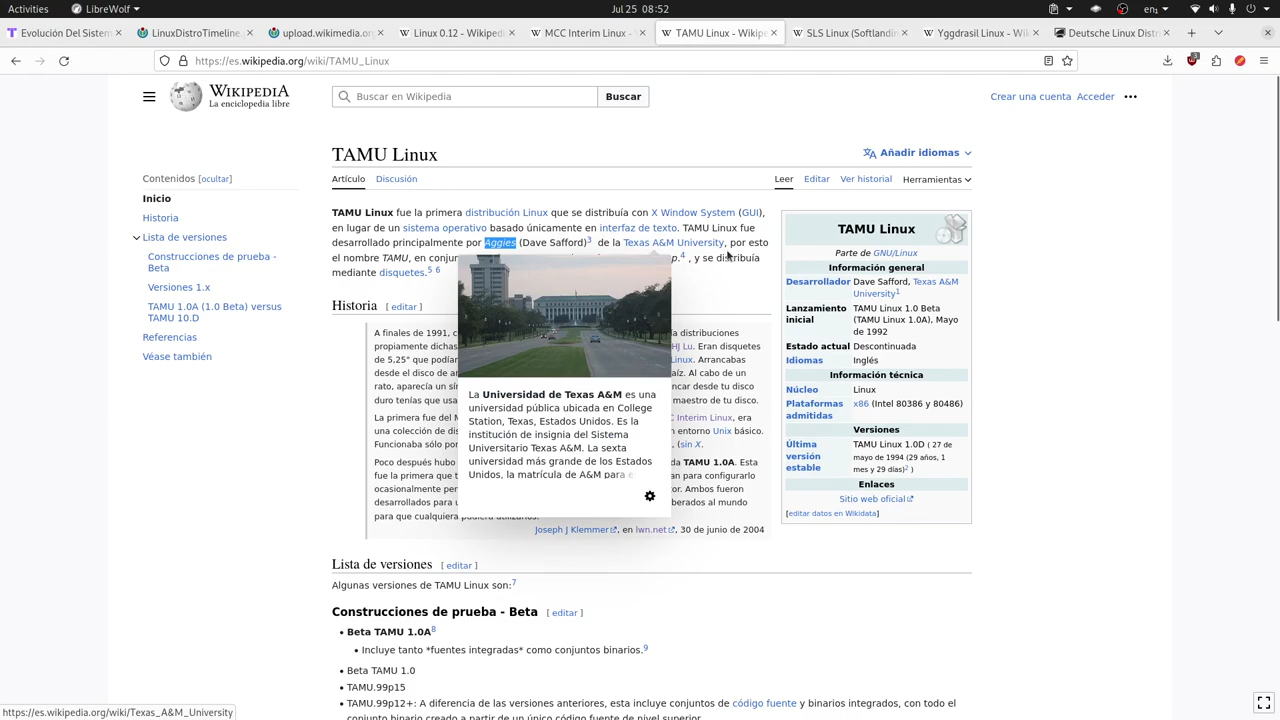 Activities
LibreWolf
Jul 25 08:52
Evolución Del Sistem
LinuxDistroTimeline.
upload.wikimedia.org
Linux 0.12 - Wikiped
MCC Interim Linux -
TAMU Linux - Wikipe
SLS Linux (Softlandin
Yggdrasil Linux - Wik
Deutsche Linux Distr
https://es.wikipedia.org/wiki/TAMU_Linux
WIKIPEDIA
La enciclopedia libre
Buscar en Wikipedia
Buscar
Crear una cuenta Acceder
TAMU Linux
Añadir idiomas
Artículo Discusión
Leer Editar Ver historial Herramientas
Contenidos [ocultar]
Inicio
Historia
Lista de versiones
Construcciones de prueba -
Beta
Versiones 1.x
TAMU 1.0A (1.0 Beta) versus
TAMU 10.D
Referencias
Véase también
TAMU Linux fue la primera distribución Linux que se distribuía con X Window System (GUI),
en lugar de un sistema operativo basado únicamente en interfaz de texto. TAMU Linux fue
desarrollado principalmente por Aggies (Dave Safford)3 de la Texas A&M University, por esto
el nombre TAMU, en conjun p.4 , y se distribuía
mediante disquetes.5 6
Historia [ editar ]
A finales de 1991, c a distribuciones
propiamente dichas HJ Lu. Eran disquetes
de 5,25" que podían Linux. Arrancabas
desde el disco de ar aíz. Al cabo de un
rato, aparecía un sí ncar desde tu disco
duro tenías que usa maestro de tu disco.
La primera fue del M C Interim Linux, era
una colección de dis n entorno Unix básico.
Funcionaba sólo por , (sin X.
Poco después hubo da TAMU 1.0A. Esta
fue la primera que t an para configurarlo
ocasionalmente per tor. Ambos fueron
desarrollados para u berados al mundo
para que cualquiera pudiera utilizarlos.
Joseph J Klemmer, en lwn.net, 30 de junio de 2004
La Universidad de Texas A&M es una
universidad pública ubicada en College
Station, Texas, Estados Unidos. Es la
institución de insignia del Sistema
Universitario Texas A&M. La sexta
universidad más grande de los Estados
Unidos, la matrícula de A&M para e
TAMU Linux
Parte de GNU/Linux
Información general
Desarrollador Dave Safford, Texas A&M
University1
Lanzamiento TAMU Linux 1.0 Beta
inicial (TAMU Linux 1.0A), Mayo
de 1992
Estado actual Descontinuada
Idiomas Inglés
Información técnica
Núcleo Linux
Plataformas x86 (Intel 80386 y 80486)
admitidas
Versiones
Última TAMU Linux 1.0D ( 27 de
versión mayo de 1994 (29 años, 1
estable mes y 29 días)2 )
Enlaces
Sitio web oficial
[editar datos en Wikidata]
Lista de versiones [ editar ]
Algunas versiones de TAMU Linux son:7
Construcciones de prueba - Beta [ editar ]
• Beta TAMU 1.0A8
• Incluye tanto *fuentes integradas* como conjuntos binarios.9
• Beta TAMU 1.0
• TAMU.99p15
• TAMU.99p12+: A diferencia de las versiones anteriores, esta incluye conjuntos de código fuente y binarios integrados, con todo el
conjunto binario creado a partir de un único código fuente de nivel superior.
https://es.wikipedia.org/wiki/Texas_A&M_University